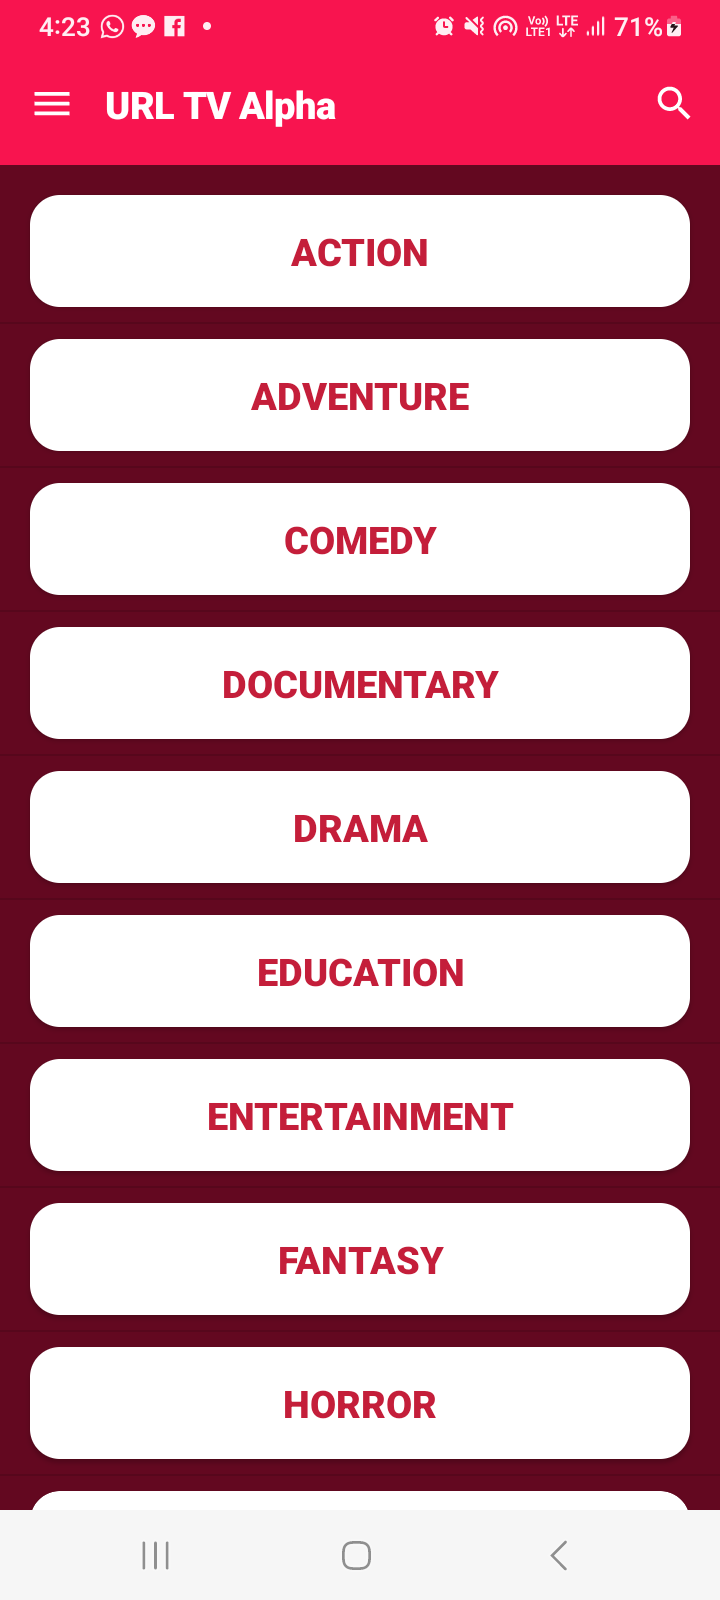 4:23 Vo)) LTE1 LTE 71%
URL TV Alpha
ACTION
ADVENTURE
COMEDY
DOCUMENTARY
DRAMA
EDUCATION
ENTERTAINMENT
FANTASY
HORROR